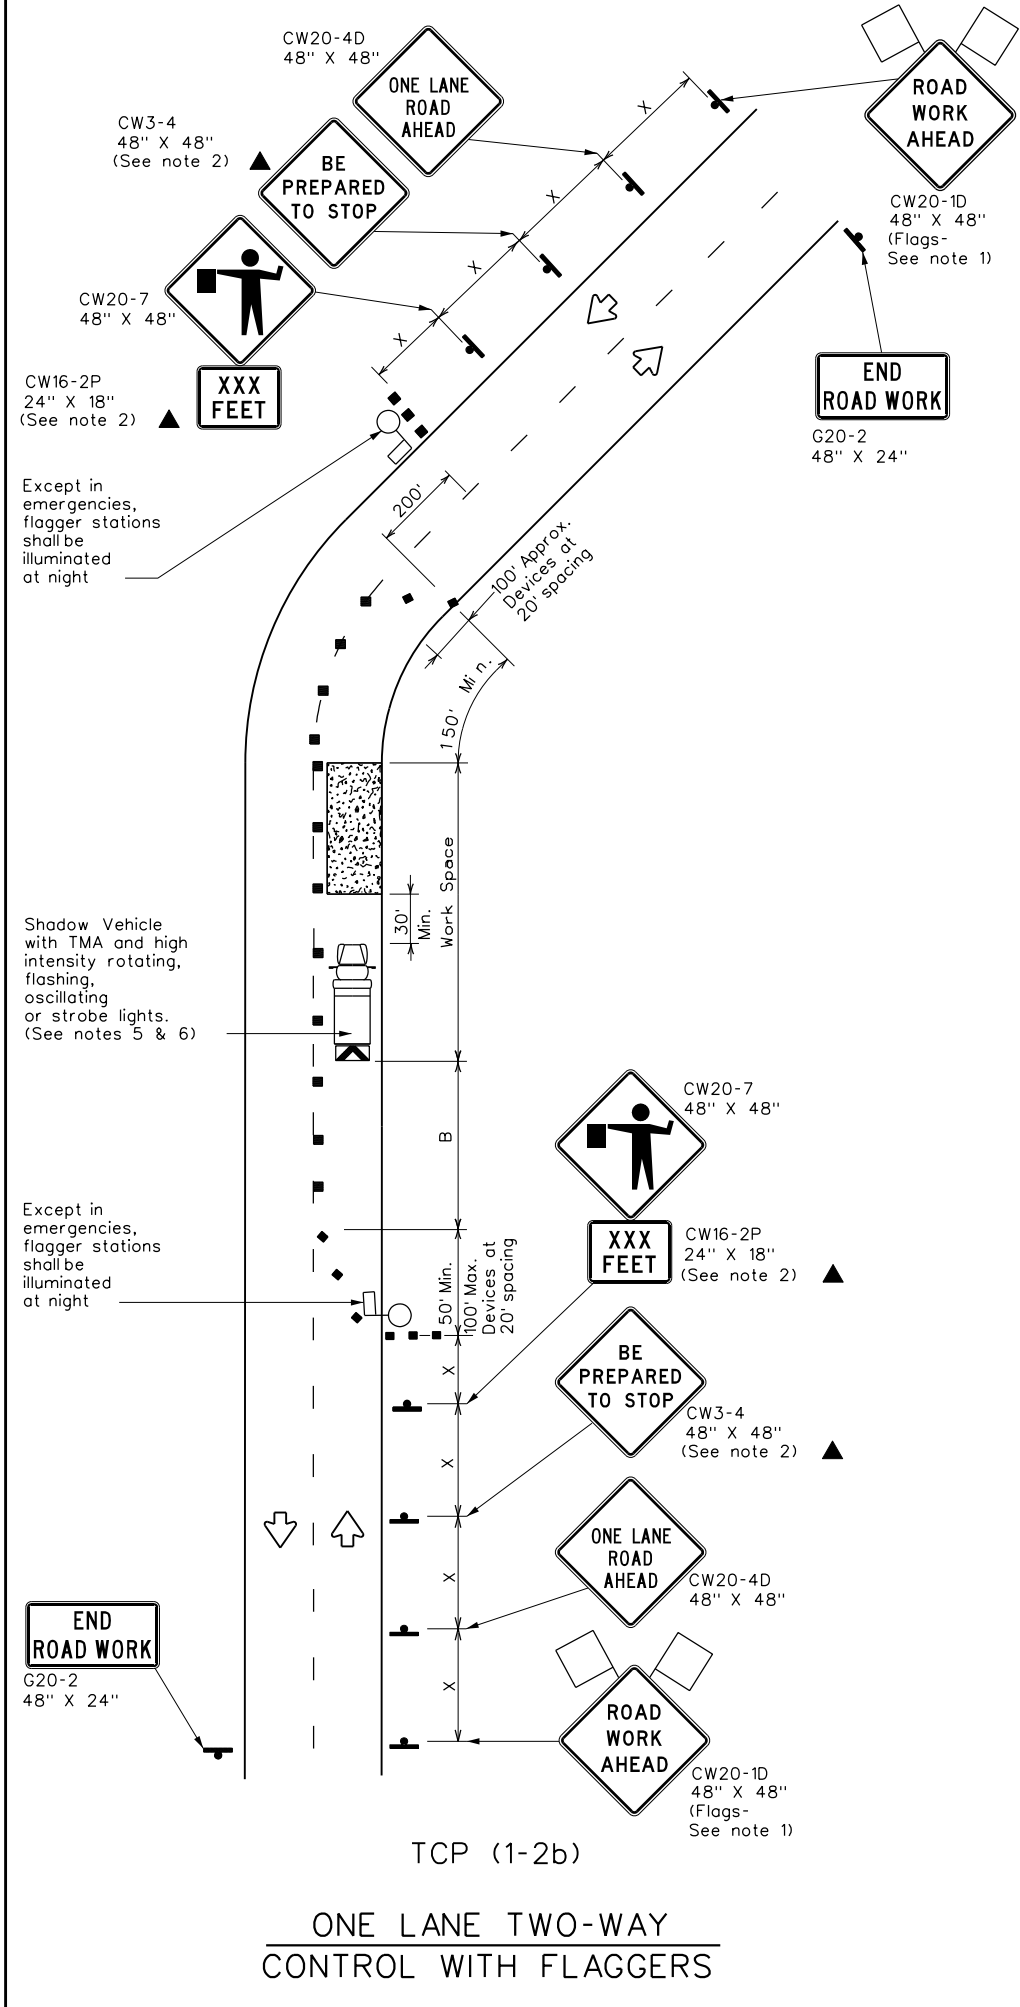 CW20-4D
48" X 48"
ONE LANE
ROAD
AHEAD
ROAD
WORK
AHEAD
CW20-1D
48" X 48"
(Flags-
See note 1)
CW3-4
48" X 48"
(See note 2)
BE
PREPARED
TO STOP
X
X
X
X
CW20-7
48" X 48"
CW16-2P
24" X 18"
(See note 2)
XXX
FEET
END
ROAD WORK
G20-2
48" X 24"
Except in
emergencies,
flagger stations
shall be
illuminated
at night
200'
100' Approx.
Devices at
20' spacing
150' Min.
Work Space
30'
Min.
Shadow Vehicle
with TMA and high
intensity rotating,
flashing,
oscillating
or strobe lights.
(See notes 5 & 6)
B
CW20-7
48" X 48"
XXX
FEET
CW16-2P
24" X 18"
(See note 2)
Except in
emergencies,
flagger stations
shall be
illuminated
at night
50' Min.
100' Max.
Devices at
20' spacing
X
X
X
X
BE
PREPARED
TO STOP
CW3-4
48" X 48"
(See note 2)
ONE LANE
ROAD
AHEAD
CW20-4D
48" X 48"
END
ROAD WORK
G20-2
48" X 24"
ROAD
WORK
AHEAD
CW20-1D
48" X 48"
(Flags-
See note 1)
TCP (1-2b)
ONE LANE TWO-WAY
CONTROL WITH FLAGGERS